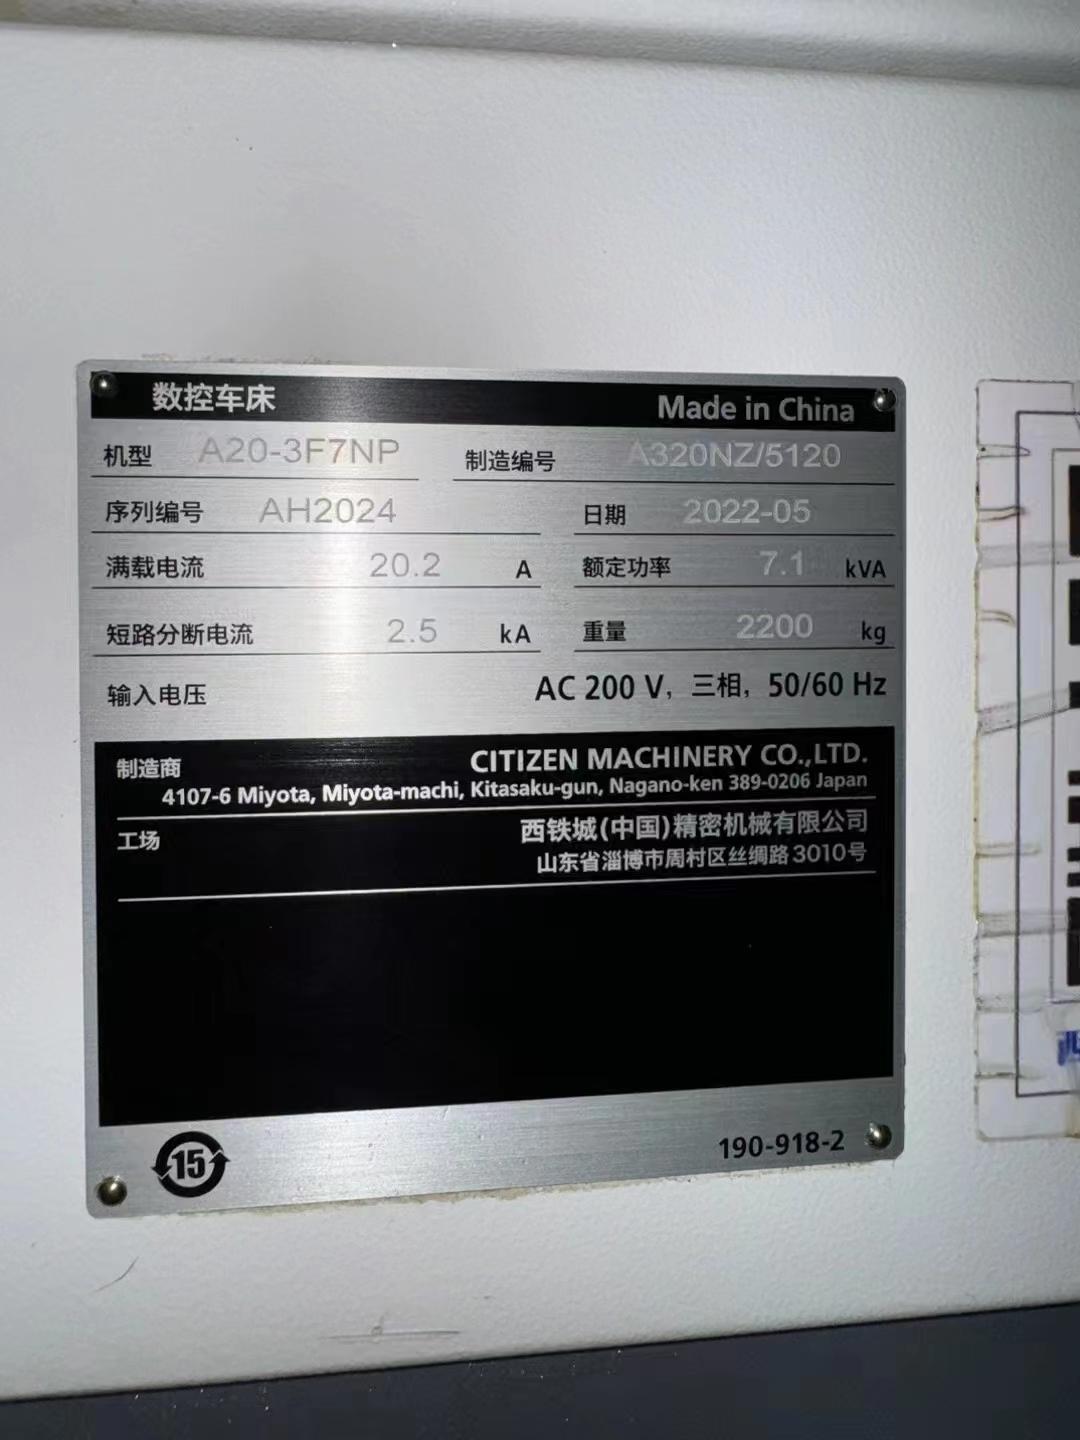 数控车床 Made in China
机型 A20-3F7NP 制造编号 A320NZ/5120
序列编号 AH2024 日期 2022-05
满载电流 20.2 A 额定功率 7.1 kVA
短路分断电流 2.5 kA 重量 2200 kg
输入电压 AC 200 V，三相，50/60 Hz
制造商 CITIZEN MACHINERY CO.,LTD.
4107-6 Miyota, Miyota-machi, Kitasaku-gun, Nagano-ken 389-0206 Japan
工场 西铁城(中国)精密机械有限公司
山东省淄博市周村区丝绸路3010号
15 190-918-2